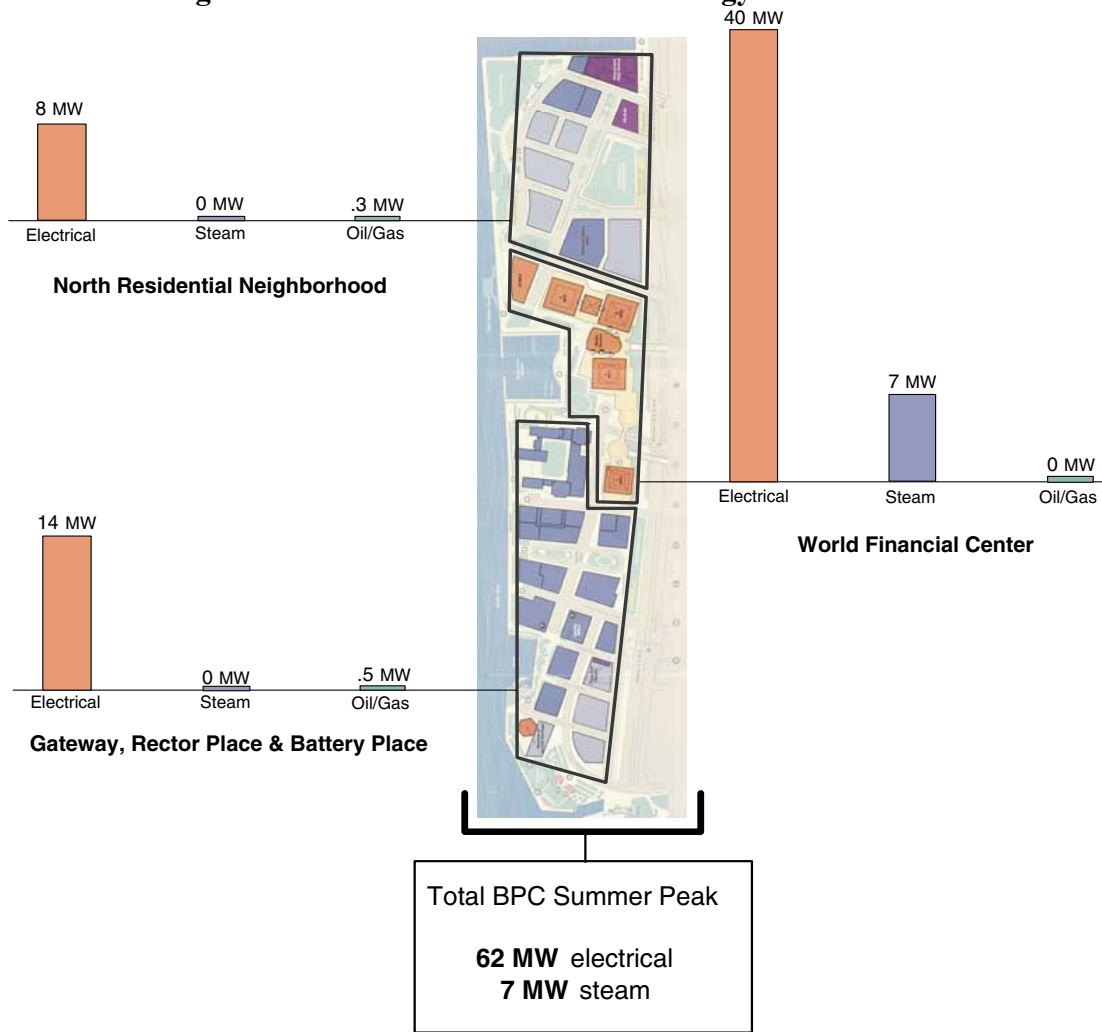 40 MW
8 MW
0 MW
.3 MW
Electrical
Steam
Oil/Gas
North Residential Neighborhood
7 MW
0 MW
Electrical
Steam
Oil/Gas
World Financial Center
14 MW
0 MW
.5 MW
Electrical
Steam
Oil/Gas
Gateway, Rector Place & Battery Place
Total BPC Summer Peak
62 MW electrical
7 MW steam